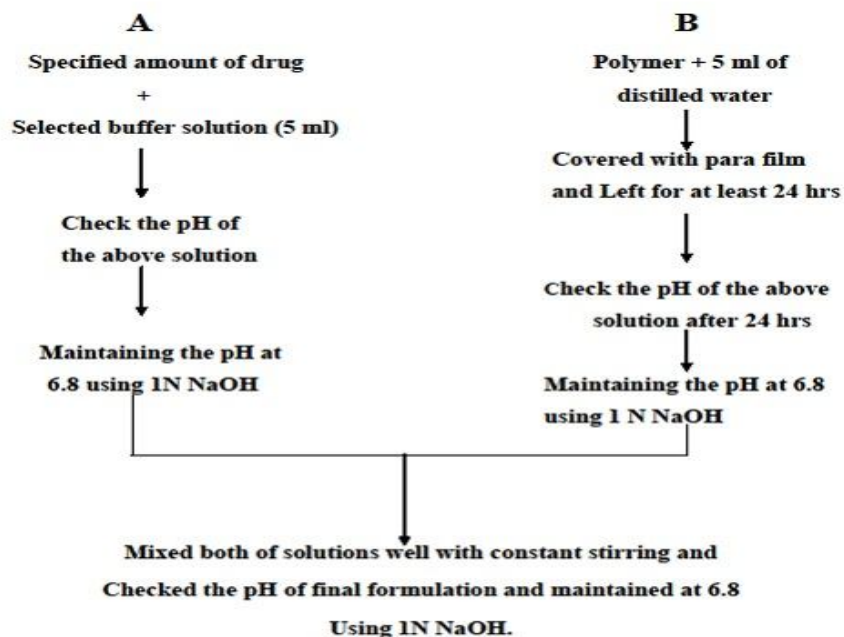 A
Specified amount of drug
+
Selected buffer solution (5 ml)
Check the pH of
the above solution
Maintaining the pH at
6.8 using 1N NaOH
B
Polymer + 5 ml of
distilled water
Covered with para film
and Left for at least 24 hrs
Check the pH of the above
solution after 24 hrs
Maintaining the pH at 6.8
using 1 N NaOH
Mixed both of solutions well with constant stirring and
Checked the pH of final formulation and maintained at 6.8
Using 1N NaOH.